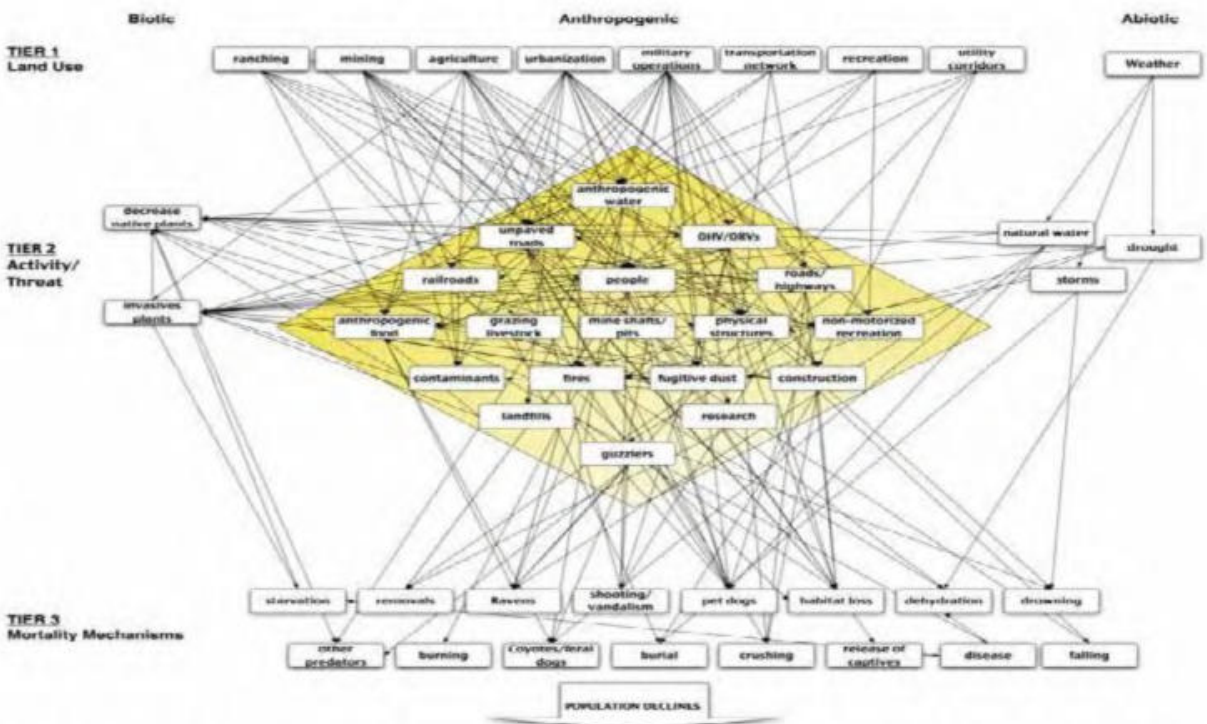 Biotic
Anthropogenic
Abiotic
TIER 1
Land Use
ranching
mining
agriculture
urbanization
military
operations
transportation
network
recreation
utility
corridors
Weather
anthropogenic
water
decrease
native plants
unpaved
roads
OHV/ORVs
natural water
drought
TIER 2
Activity/
Threat
railroads
people
roads/
highways
storms
invasives
plants
anthropogenic
food
grazing
livestock
mine shafts/
pits
physical
structures
non-motorized
recreation
contaminants
fires
fugitive dust
construction
landfills
research
guzzlers
starvation
removals
Ravens
shooting/
vandalism
pet dogs
habitat loss
dehydration
drowning
TIER 3
Mortality Mechanisms
other
predators
burning
Coyotes/feral
dogs
burial
crushing
release of
captives
disease
falling
POPULATION DECLINES